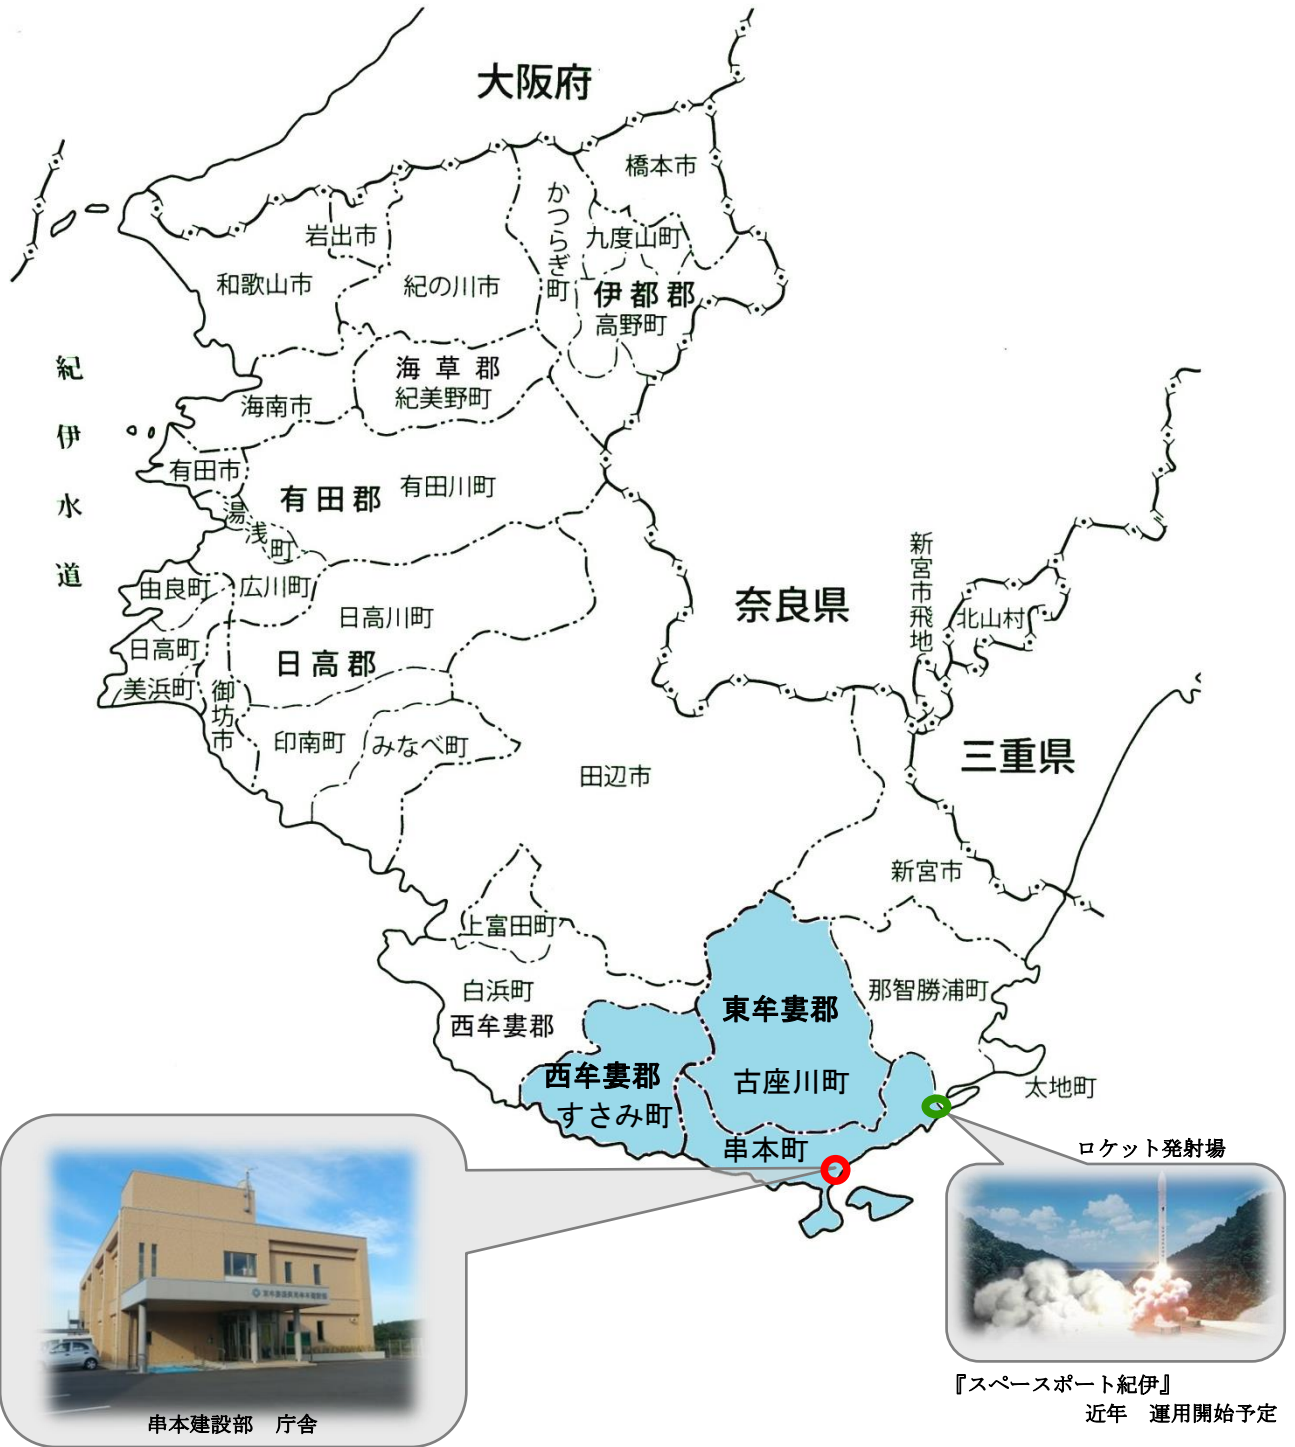 大阪府
橋本市
かつらぎ町
九度山町
岩出市
和歌山市
紀の川市
伊都郡
高野町
紀伊水道
海草郡
紀美野町
海南市
有田市
有田郡
有田川町
湯浅町
広川町
由良町
日高川町
日高町
日高郡
美浜町
御坊市
印南町
みなべ町
奈良県
新宮市飛地
北山村
三重県
田辺市
新宮市
上富田町
白浜町
西牟婁郡
那智勝浦町
東牟婁郡
西牟婁郡
すさみ町
古座川町
太地町
串本町
ロケット発射場
串本建設部 庁舎
『スペースポート紀伊』
近年 運用開始予定